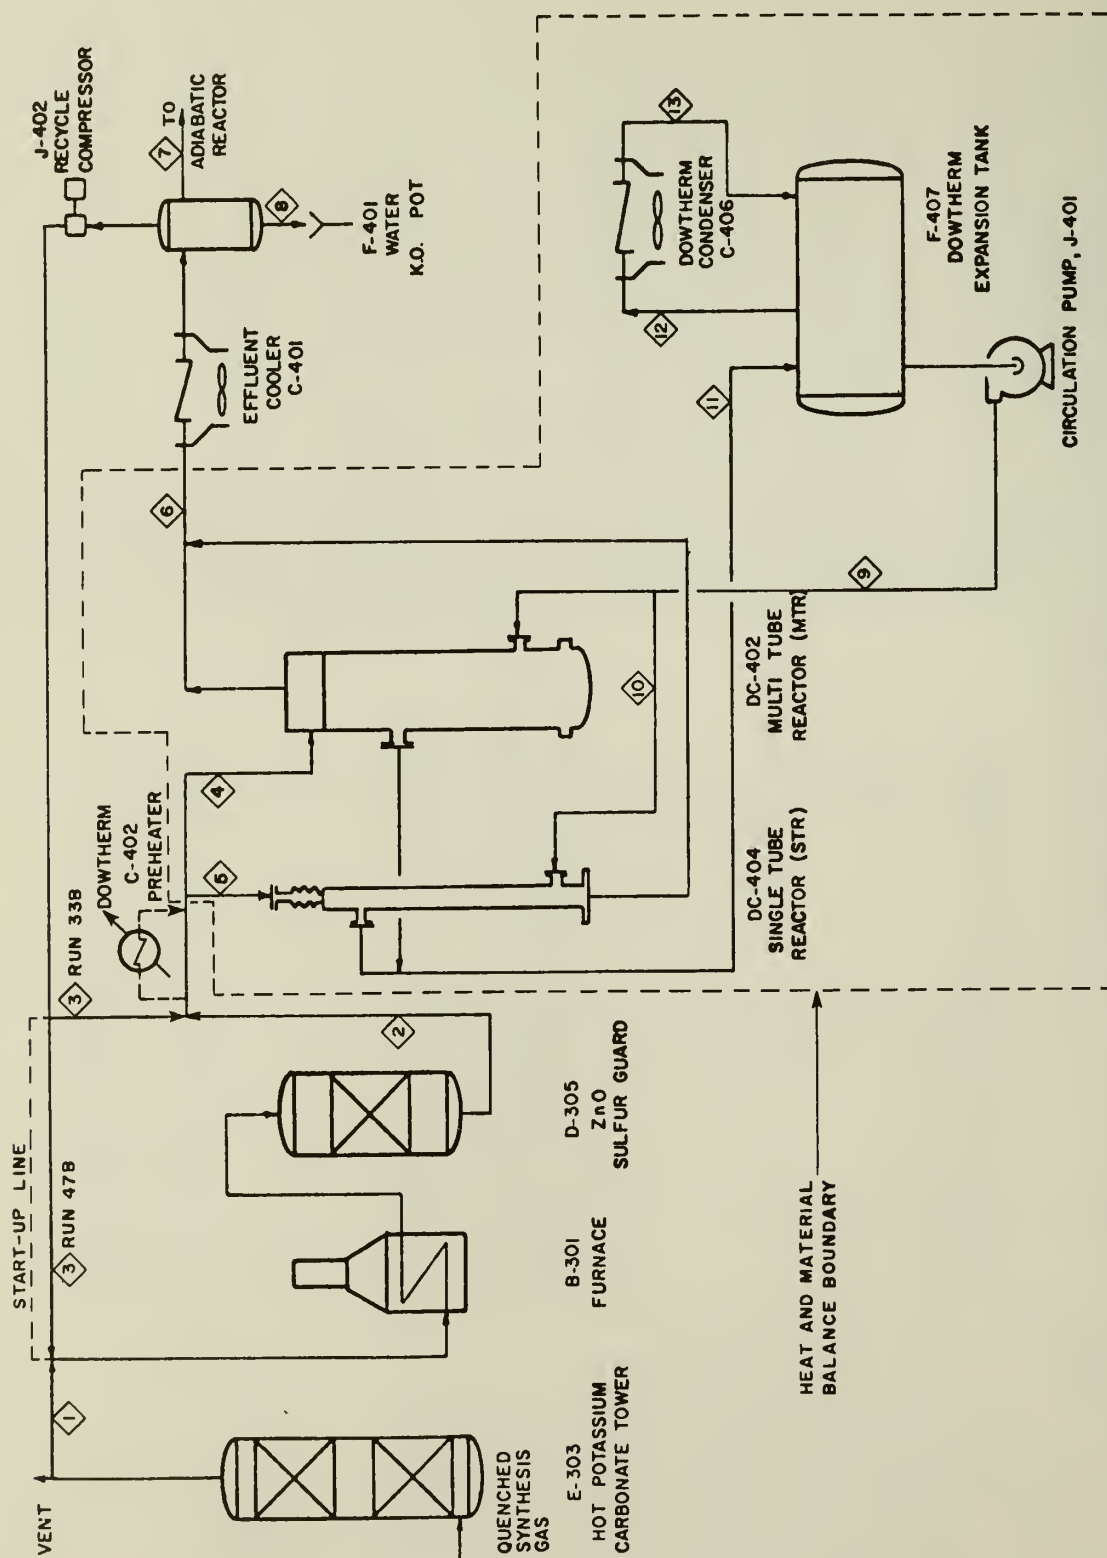 VENT
1
START-UP LINE
3 RUN 47B
3 RUN 33B
DOWTHERM
C-402
PREHEATER
J-402
RECYCLE
COMPRESSOR
7 TO
ADIABATIC
REACTOR
8
F-401
WATER
K.O. POT
EFFLUENT
COOLER
C-401
6
4
5
2
QUENCHED
SYNTHESIS
GAS
E-303
HOT POTASSIUM
CARBONATE TOWER
B-301
FURNACE
D-305
ZnO
SULFUR GUARD
DC-404
SINGLE TUBE
REACTOR (STR)
DC-402
MULTI TUBE
REACTOR (MTR)
10
9
11
12
13
DOWTHERM
CONDENSER
C-406
F-407
DOWTHERM
EXPANSION TANK
CIRCULATION PUMP, J-401
HEAT AND MATERIAL
BALANCE BOUNDARY